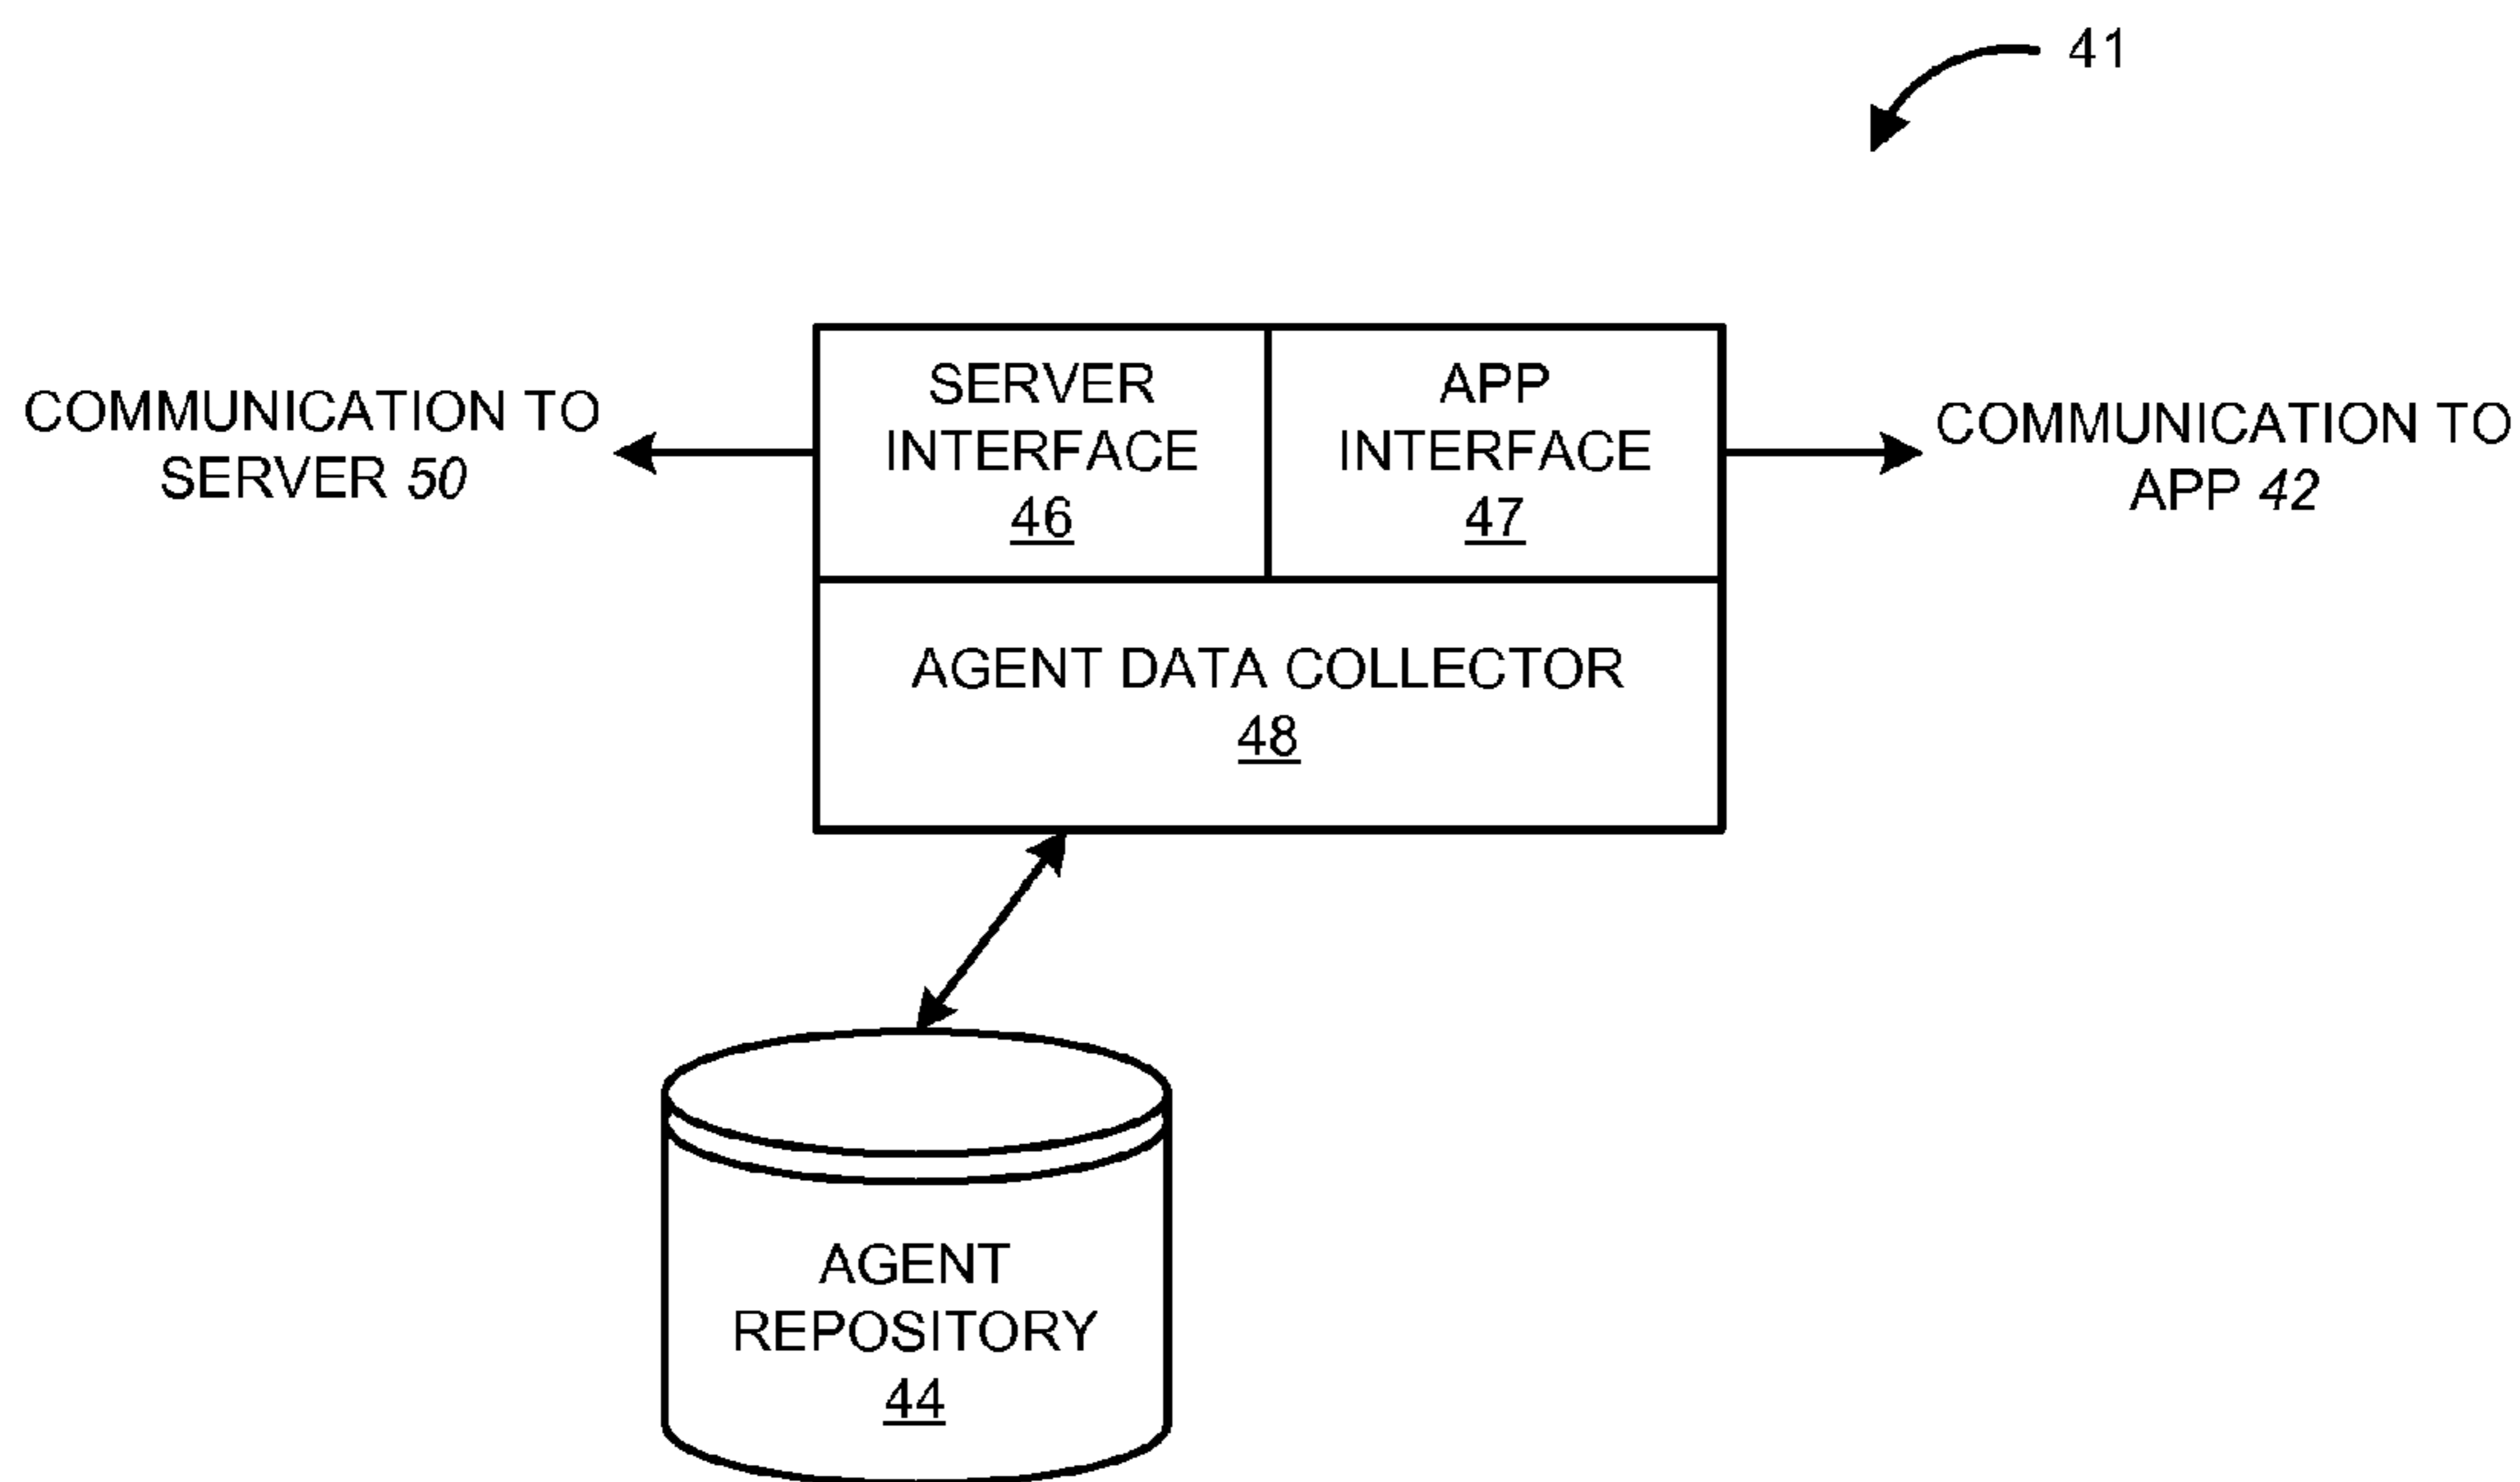 41
COMMUNICATION TO
SERVER 50
SERVER
INTERFACE
46
APP
INTERFACE
47
COMMUNICATION TO
APP 42
AGENT DATA COLLECTOR
48
AGENT
REPOSITORY
44